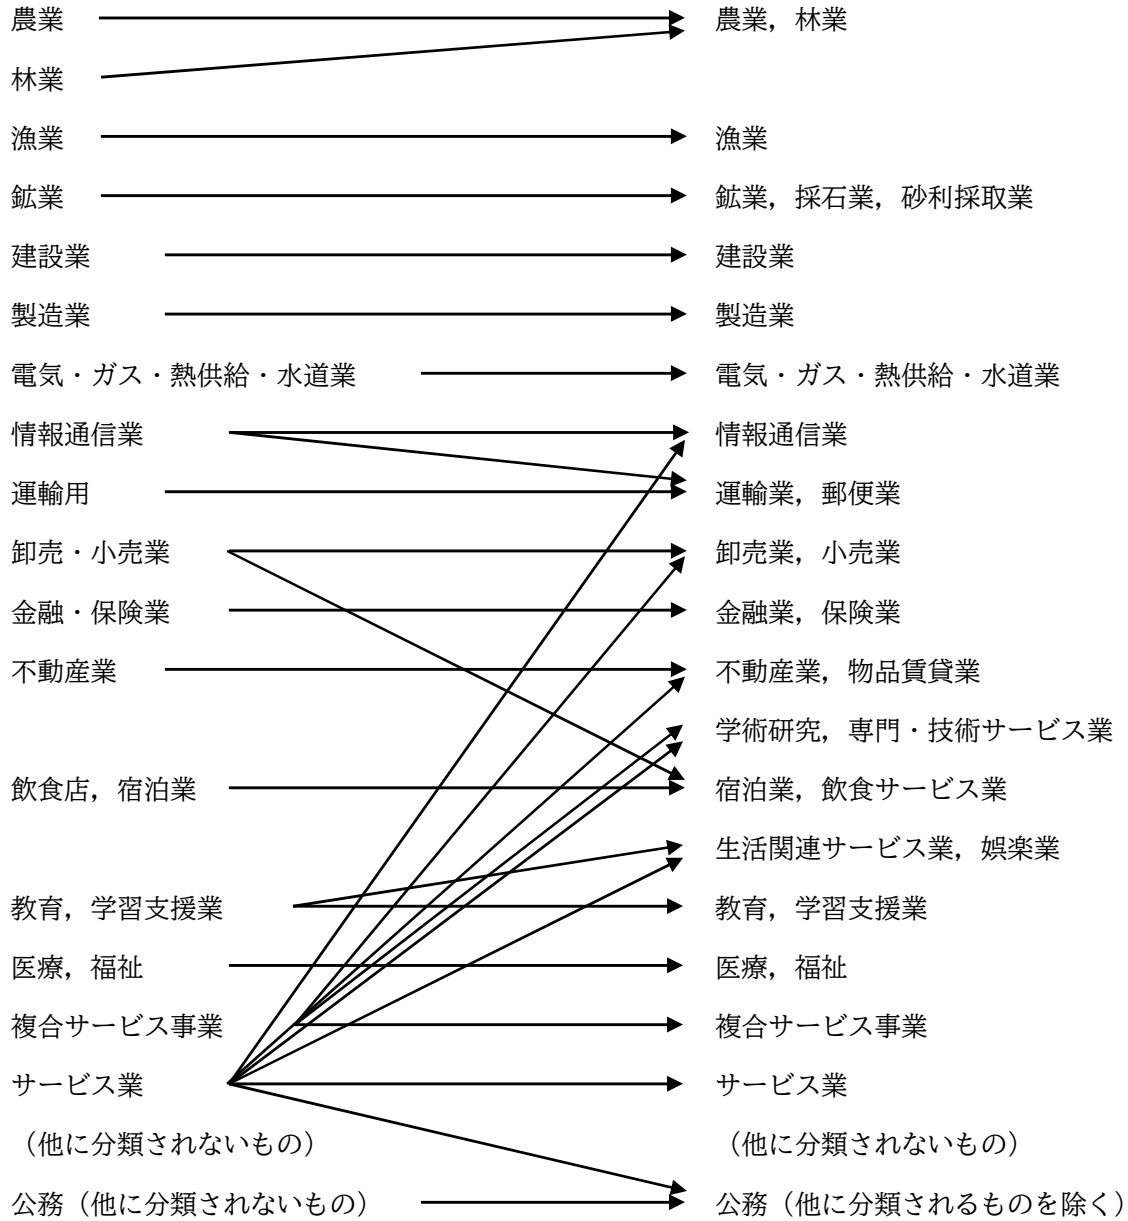 農業 農業，林業
林業
漁業 漁業
鉱業 鉱業，採石業，砂利採取業
建設業 建設業
製造業 製造業
電気・ガス・熱供給・水道業 電気・ガス・熱供給・水道業
情報通信業 情報通信業
運輸用 運輸業，郵便業
卸売・小売業 卸売業，小売業
金融・保険業 金融業，保険業
不動産業 不動産業，物品賃貸業
学術研究，専門・技術サービス業
飲食店，宿泊業 宿泊業，飲食サービス業
生活関連サービス業，娯楽業
教育，学習支援業 教育，学習支援業
医療，福祉 医療，福祉
複合サービス事業 複合サービス事業
サービス業 サービス業
（他に分類されないもの） （他に分類されないもの）
公務（他に分類されないもの） 公務（他に分類されるものを除く）